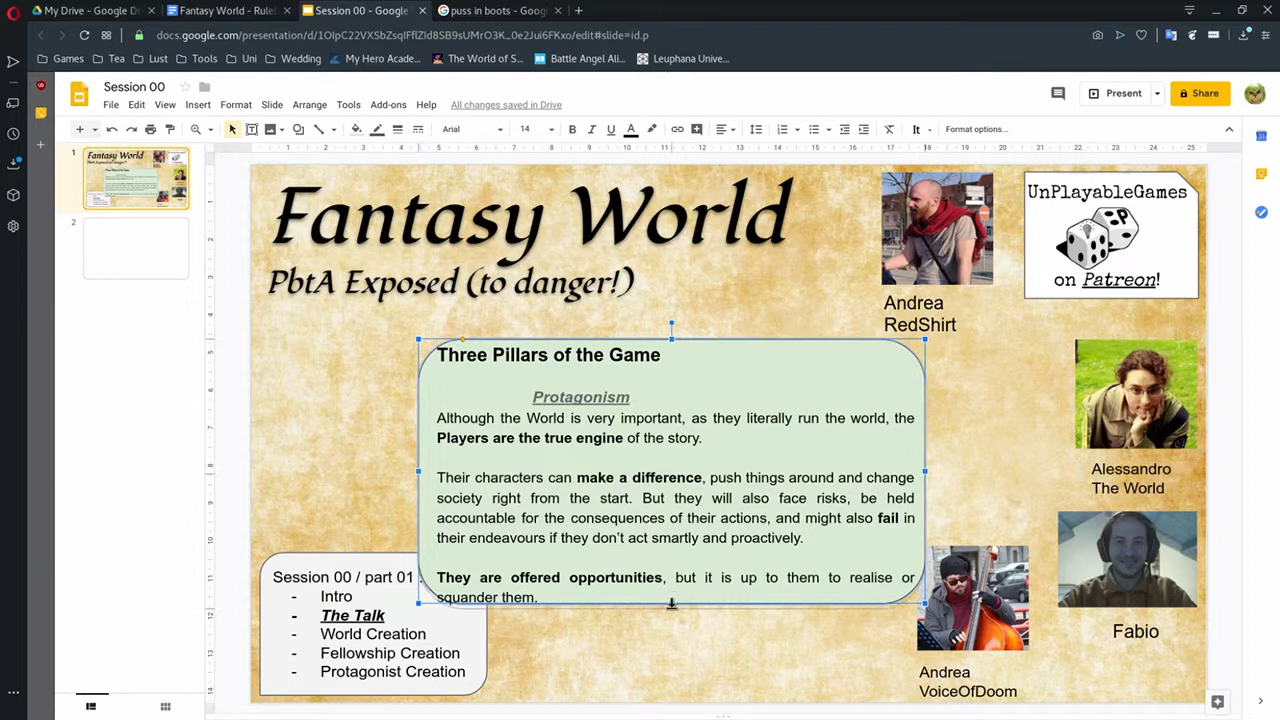 My Drive - Google D
Fantasy World - Rulel
Session 00 - Google
puss in boots - Goog
docs.google.com/presentation/d/1OlpC22VXSbZsqIFflZld8SB9sUMrO3K_0e2Jui6FKxo/edit#slide=id.p
Games
Tea
Lust
Tools
Uni
Wedding
My Hero Acade...
The World of S...
Battle Angel Ali...
Leuphana Unive...
Session 00
File Edit View Insert Format Slide Arrange Tools Add-ons Help All changes saved in Drive
Present
Share
Arial
14
Format options...
Fantasy World
PbtA Exposed (to danger!)
Andrea
RedShirt
UnPlayableGames
on Patreon!
Three Pillars of the Game
Protagonism
Although the World is very important, as they literally run the world, the
Players are the true engine of the story.
Their characters can make a difference, push things around and change
society right from the start. But they will also face risks, be held
accountable for the consequences of their actions, and might also fail in
their endeavours if they don't act smartly and proactively.
They are offered opportunities, but it is up to them to realise or
squander them.
Alessandro
The World
Session 00 / part 01
- Intro
- The Talk
- World Creation
- Fellowship Creation
- Protagonist Creation
Fabio
Andrea
VoiceOfDoom